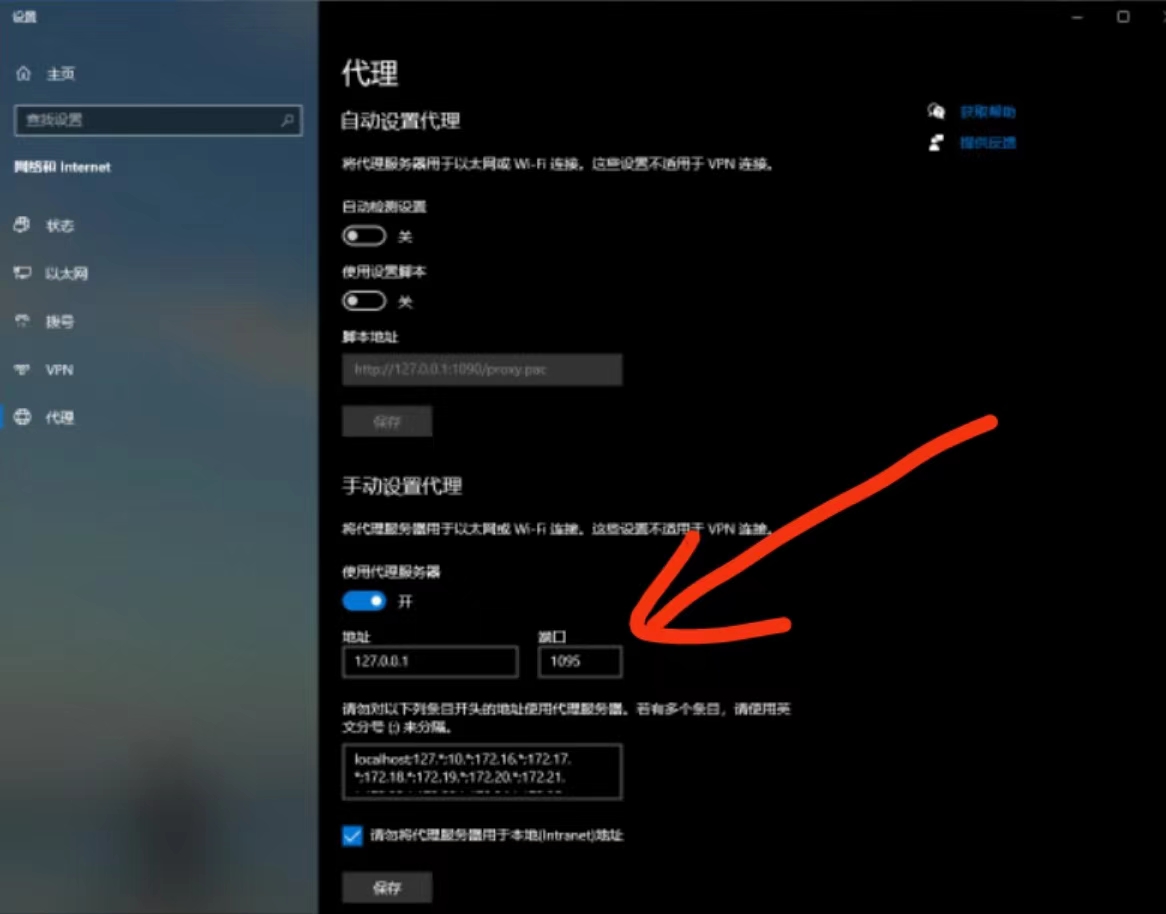 设置
主页
查找设置
网络和 Internet
状态
以太网
拨号
VPN
代理
代理
自动设置代理
将代理服务器用于以太网或 Wi-Fi 连接。这些设置不适用于 VPN 连接。
自动检测设置
关
使用设置脚本
关
脚本地址
http://127.0.0.1:1090/proxy.pac
保存
手动设置代理
将代理服务器用于以太网或 Wi-Fi 连接。这些设置不适用于 VPN 连接。
使用代理服务器
开
地址 端口
127.0.0.1 1095
请勿对以下列条目开头的地址使用代理服务器。若有多个条目，请使用英
文分号 (;) 来分隔。
localhost;127.*;10.*;172.16.*;172.17.
*;172.18.*;172.19.*;172.20.*;172.21.
请勿将代理服务器用于本地(Intranet)地址
保存
获取帮助
提供反馈